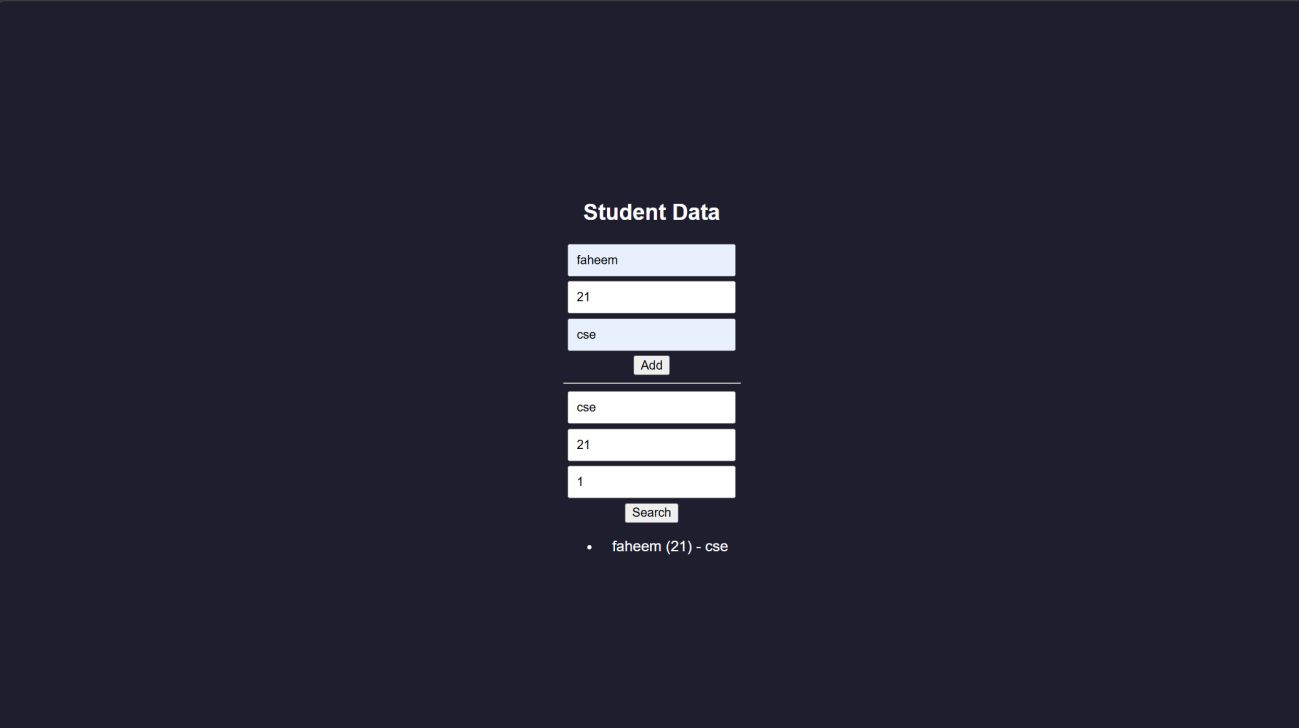 Student Data
faheem
21
cse
Add
cse
21
1
Search
• faheem (21) - cse